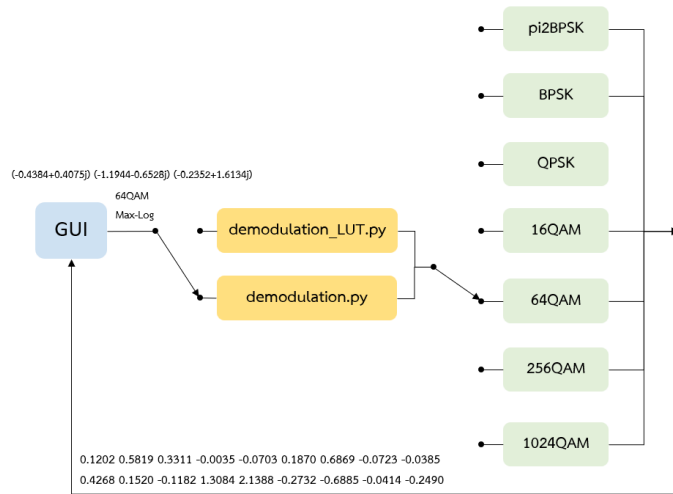 pi2BPSK
BPSK
QPSK
(-0.4384+0.4075j) (-1.1944-0.6528j) (-0.2352+1.6134j)
64QAM
Max-Log
GUI
demodulation_LUT.py
16QAM
demodulation.py
64QAM
256QAM
1024QAM
0.1202 0.5819 0.3311 -0.0035 -0.0703 0.1870 0.6869 -0.0723 -0.0385
0.4268 0.1520 -0.1182 1.3084 2.1388 -0.2732 -0.6885 -0.0414 -0.2490